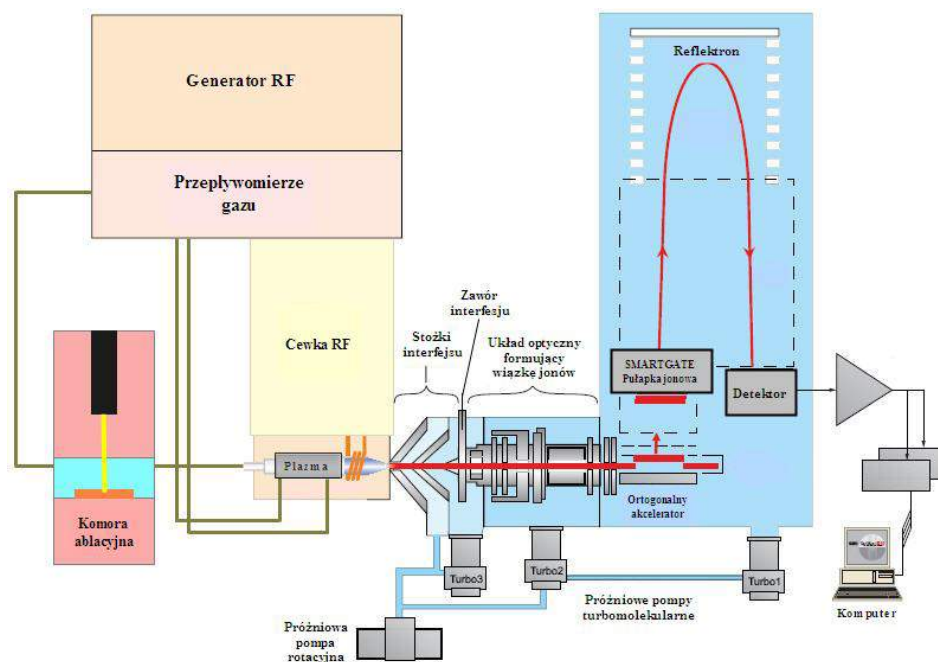 Generator RF
Przepływomierze
gazu
Reflektron
Zawór
interfesju
Stożki
interfejsu
Układ optyczny
formujący
wiązkę jonów
Cewka RF
SMARTGATE
Pułapka jonowa
Detektor
Plazma
Komora
ablacyjna
Ortogonalny
akcelerator
Turbo3
Turbo2
Turbo1
Próżniowe pompy
turbomolekularne
Próżniowa
pompa
rotacyjna
Komputer